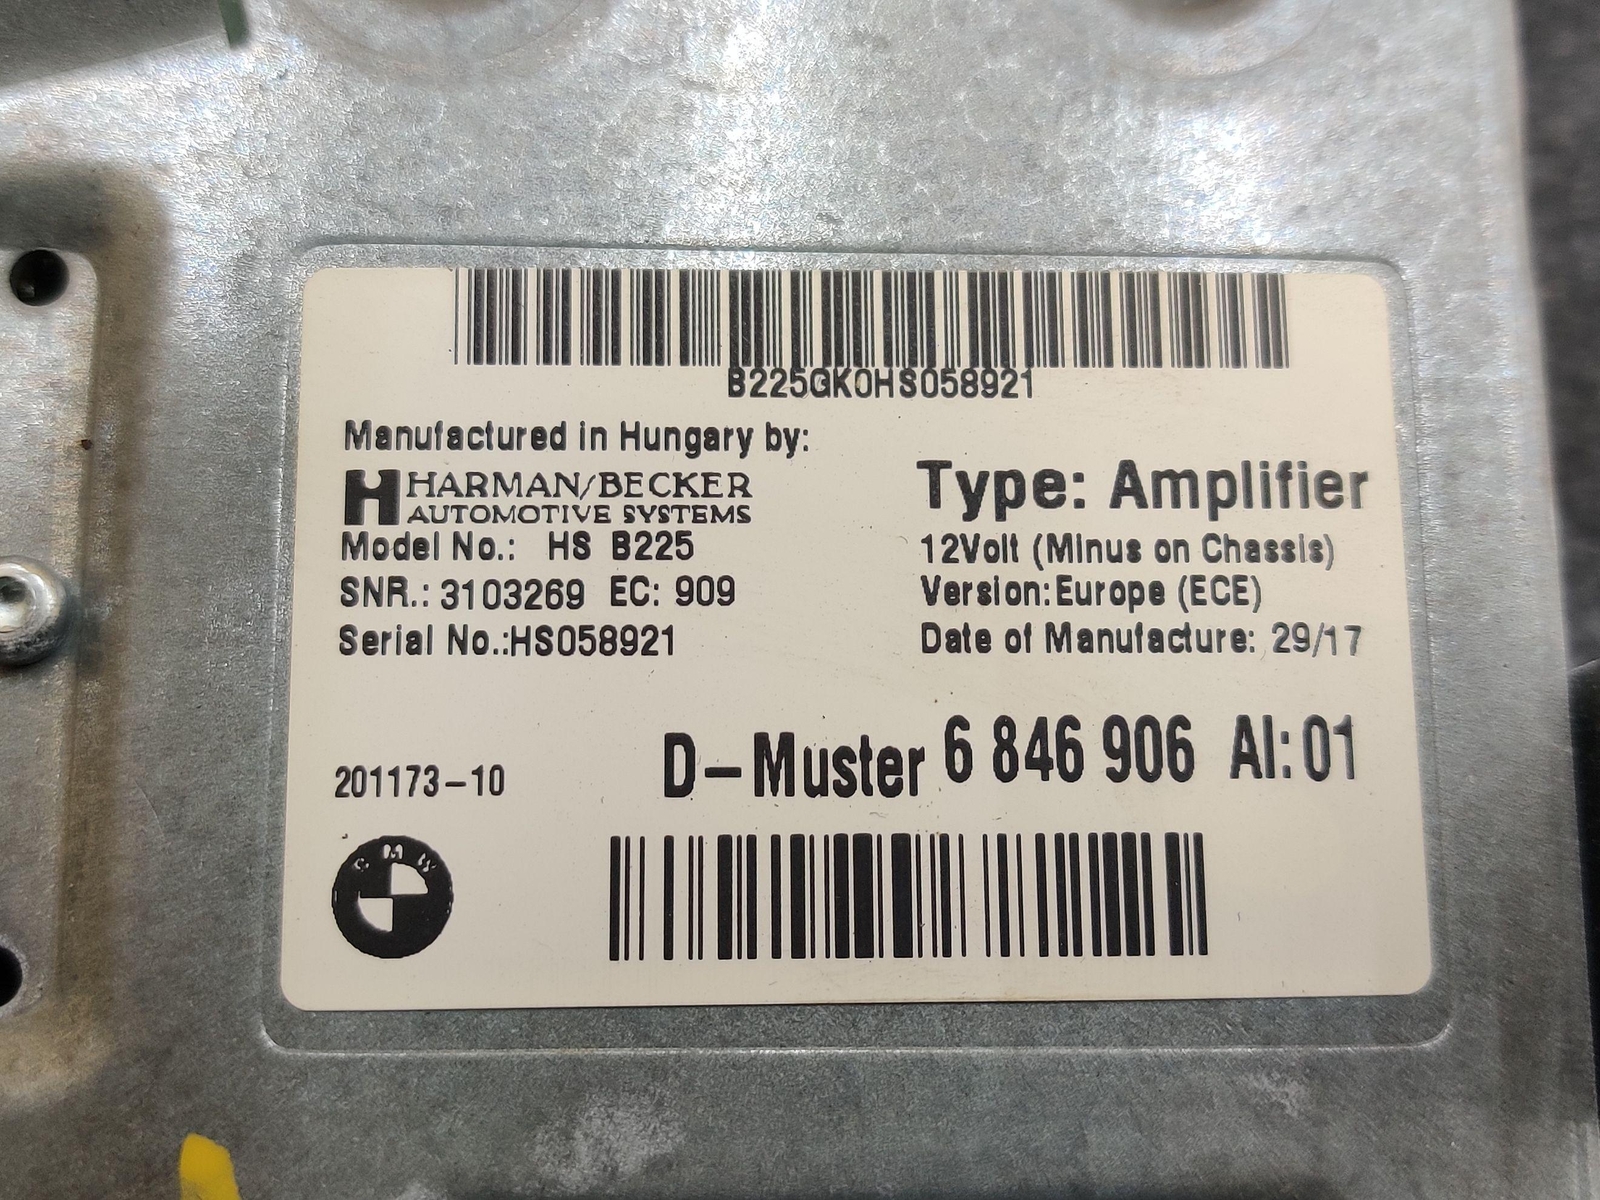 B225GK0HS058921
Manufactured in Hungary by:
HARMAN/BECKER
AUTOMOTIVE SYSTEMS
Model No.: HS B225
SNR.: 3103269 EC: 909
Serial No.:HS058921
Type: Amplifier
12Volt (Minus on Chassis)
Version:Europe (ECE)
Date of Manufacture: 29/17
D-Muster 6 846 906 AI:01
201173-10
BMW